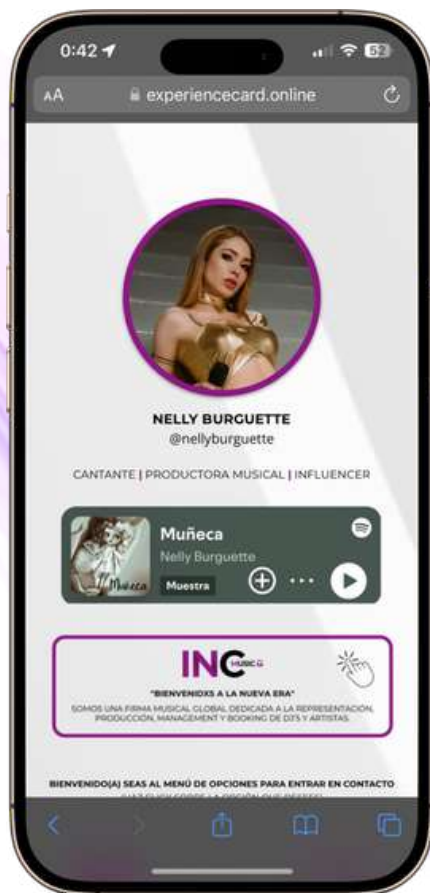 0:42
52
AA experiencecard.online
NELLY BURGUETTE
@nellyburguette
CANTANTE | PRODUCTORA MUSICAL | INFLUENCER
Muñeca
Nelly Burguette
Muestra
Muñeca
INC MUSIC
"BIENVENIDXS A LA NUEVA ERA"
SOMOS UNA FIRMA MUSICAL GLOBAL DEDICADA A LA REPRESENTACIÓN,
PRODUCCIÓN, MANAGEMENT Y BOOKING DE DJ'S Y ARTISTAS.
BIENVENIDO(A) SEAS AL MENÚ DE OPCIONES PARA ENTRAR EN CONTACTO